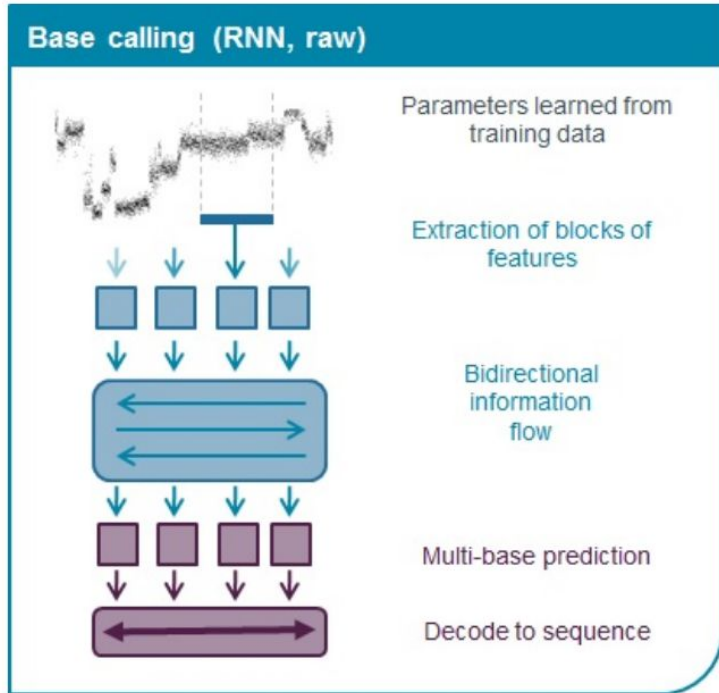 Base calling (RNN, raw)
Parameters learned from
training data
Extraction of blocks of
features
Bidirectional
information
flow
Multi-base prediction
Decode to sequence